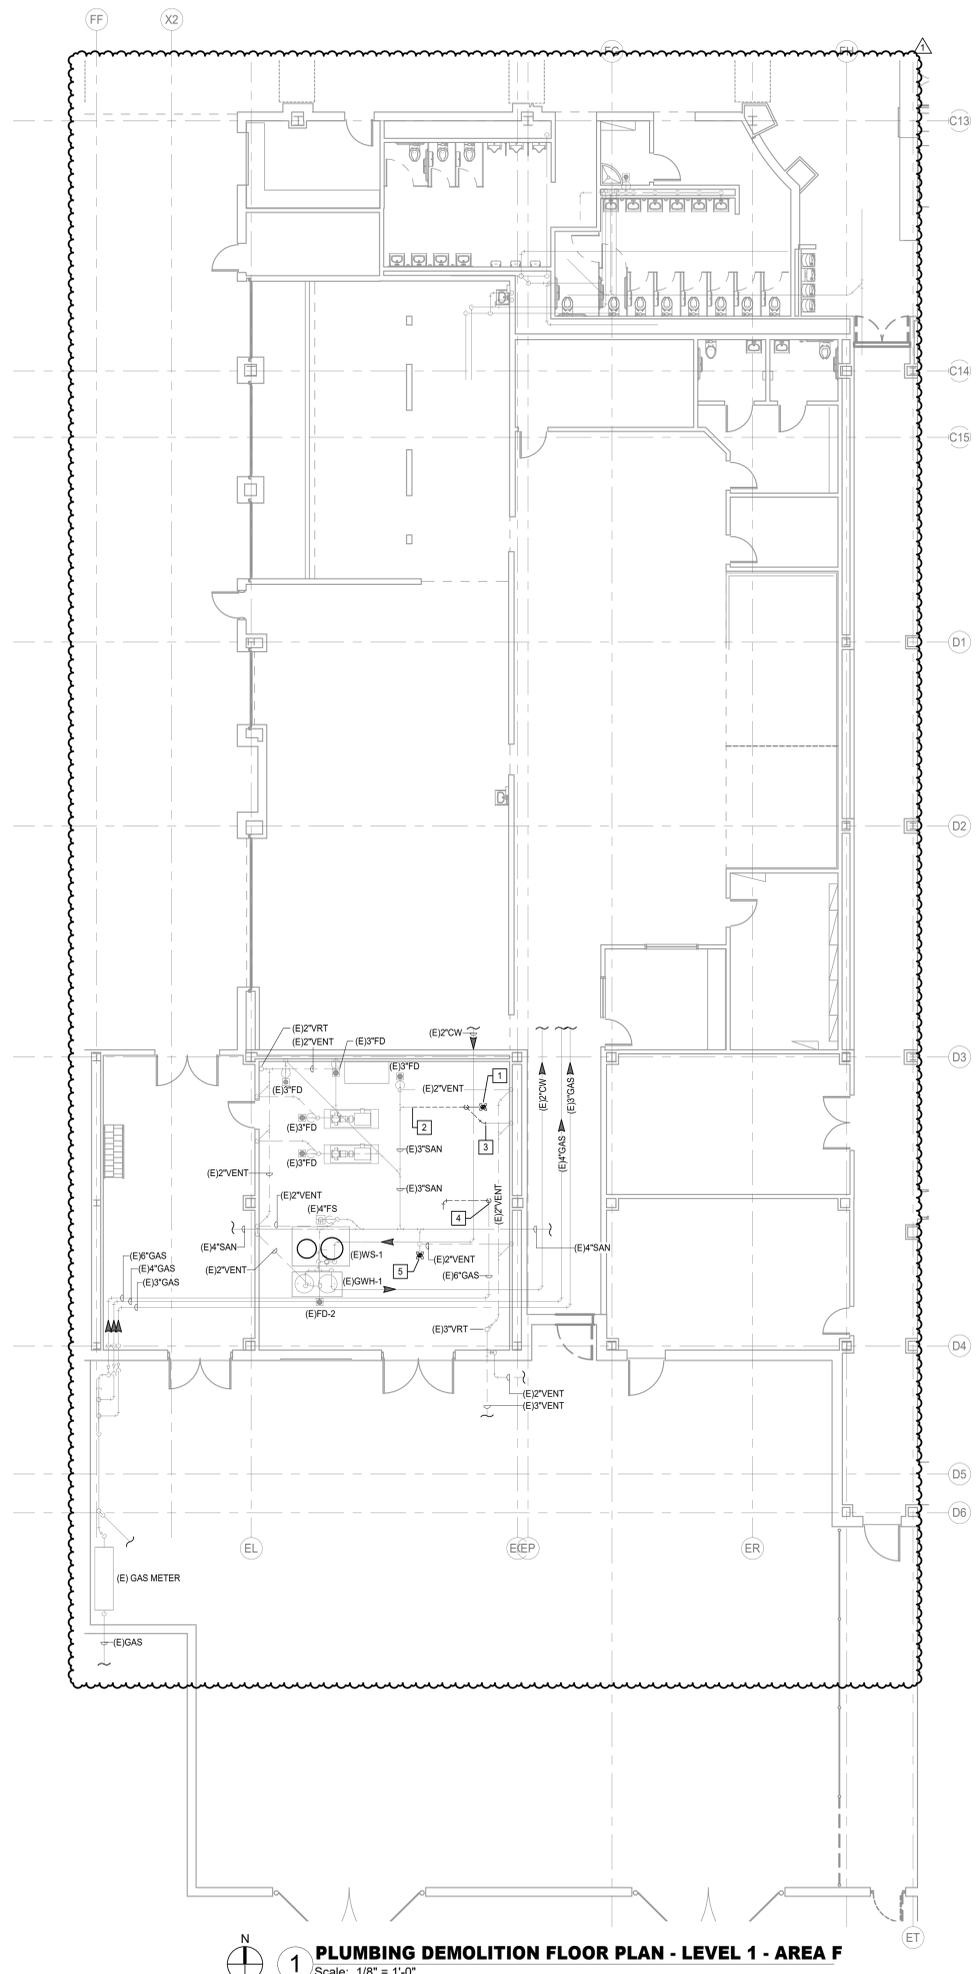 FF
X2
EG
EH
1
C13
C14
C15
D1
D2
(E)2"VRT
(E)2"VENT
(E)3"FD
(E)2"CW
(E)3"FD
D3
1
(E)2"VENT
(E)3"FD
(E)2"CW
(E)3"GAS
(E)3"FD
2
3
(E)4"GAS
(E)3"FD
(E)3"SAN
(E)2"VENT
(E)3"SAN
(E)2"VENT
(E)2"VENT
(E)4"FS
4
(E)4"SAN
(E)4"SAN
(E)6"GAS
(E)WS-1
(E)2"VENT
(E)4"GAS
(E)2"VENT
5
(E)6"GAS
(E)3"GAS
(E)GWH-1
(E)FD-2
(E)3"VRT
D4
(E)2"VENT
(E)3"VENT
D5
D6
EL
EP
ER
(E) GAS METER
(E)GAS
ET
N
1
PLUMBING DEMOLITION FLOOR PLAN - LEVEL 1 - AREA F
Scale: 1/8" = 1'-0"